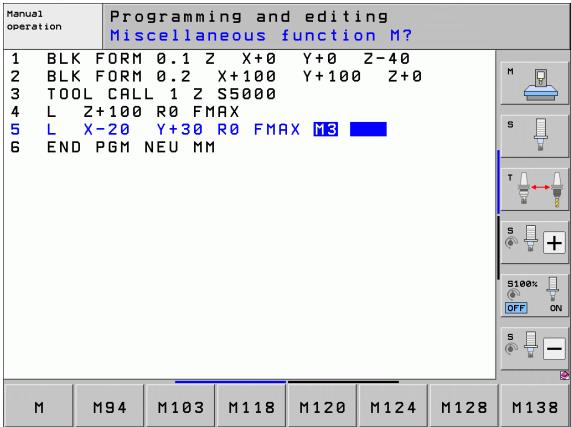 Manual operation
Programming and editing
Miscellaneous function M?
1 BLK FORM 0.1 Z X+0 Y+0 Z-40
2 BLK FORM 0.2 X+100 Y+100 Z+0
3 TOOL CALL 1 Z S5000
4 L Z+100 R0 FMAX
5 L X-20 Y+30 R0 FMAX M3
6 END PGM NEU MM
M
S
T
S
+
S100%
OFF ON
S
−
M M94 M103 M118 M120 M124 M128 M138